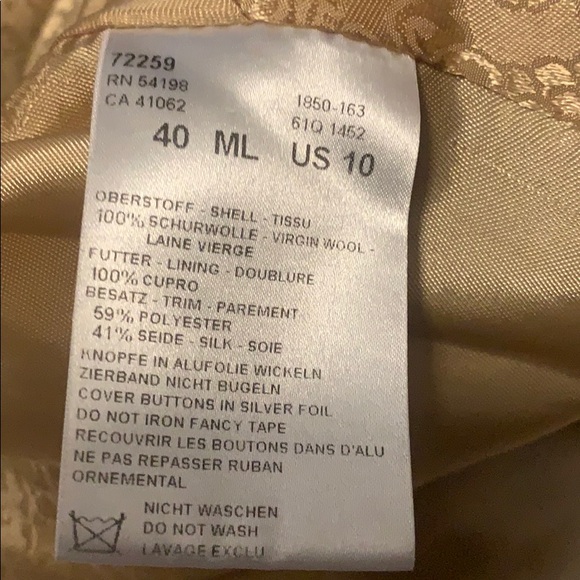 72259
RN 54198
CA 41062
1850-163
61Q 1452
40 ML US 10
OBERSTOFF - SHELL - TISSU
100% SCHURWOLLE - VIRGIN WOOL -
LAINE VIERGE
FUTTER - LINING - DOUBLURE
100% CUPRO
BESATZ - TRIM - PAREMENT
59% POLYESTER
41% SEIDE - SILK - SOIE
KNOPFE IN ALUFOLIE WICKELN
ZIERBAND NICHT BUGELN
COVER BUTTONS IN SILVER FOIL
DO NOT IRON FANCY TAPE
RECOUVRIR LES BOUTONS DANS D'ALU
NE PAS REPASSER RUBAN
ORNEMENTAL
NICHT WASCHEN
DO NOT WASH
LAVAGE EXCLU